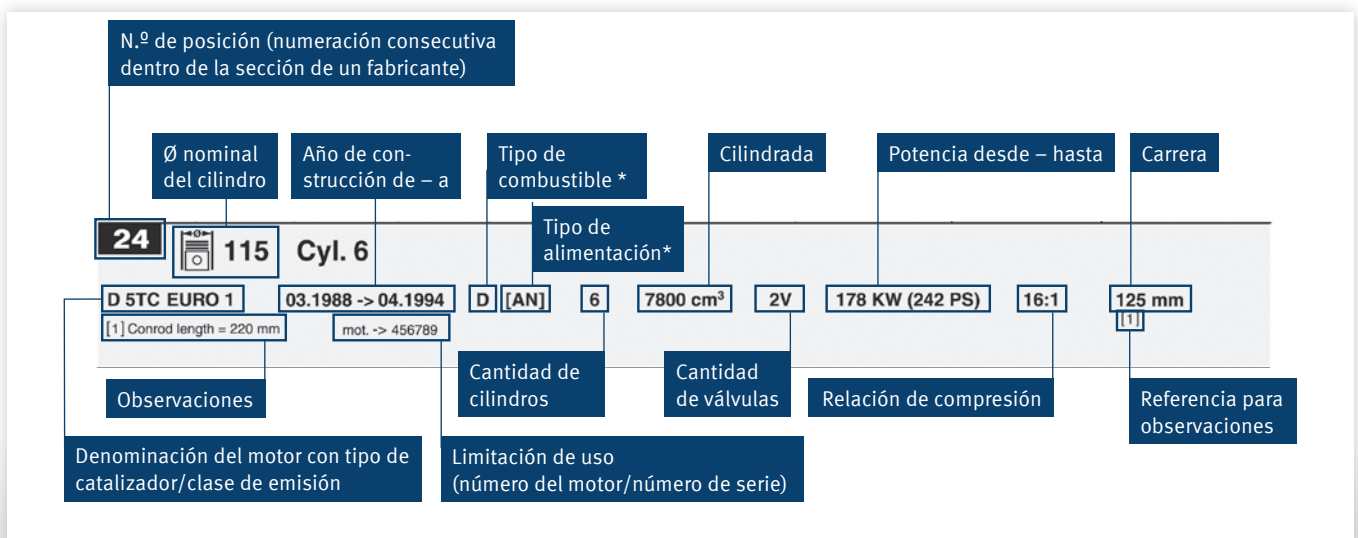 N.º de posición (numeración consecutiva
dentro de la sección de un fabricante)
Ø nominal
del cilindro
Año de con-
strucción de – a
Tipo de
combustible *
Cilindrada
Potencia desde – hasta
Carrera
Tipo de
alimentación*
24
Ø
115
Cyl. 6
D 5TC EURO 1
03.1988 -> 04.1994
D
[AN]
6
7800 cm³
2V
178 KW (242 PS)
16:1
125 mm
[1] Conrod length = 220 mm
mot. -> 456789
[1]
Observaciones
Cantidad de
cilindros
Cantidad
de válvulas
Relación de compresión
Referencia para
observaciones
Denominación del motor con tipo de
catalizador/clase de emisión
Limitación de uso
(número del motor/número de serie)